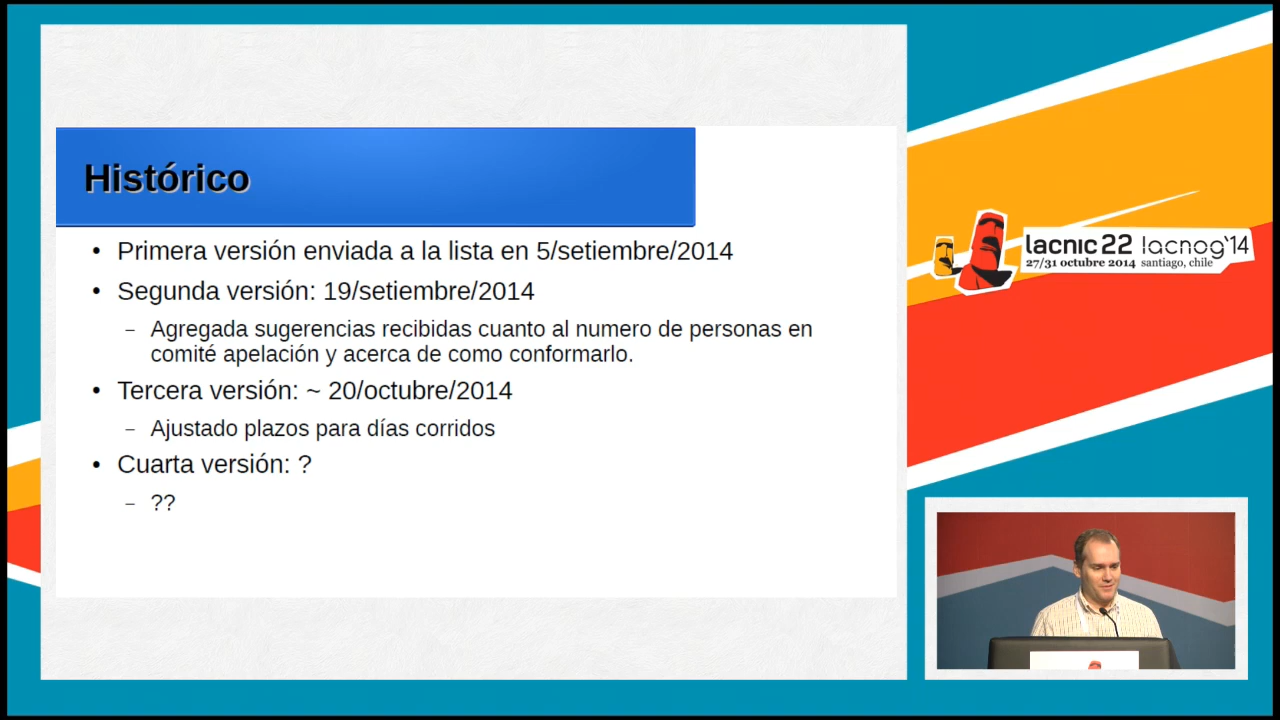 Histórico
• Primera versión enviada a la lista en 5/setiembre/2014
• Segunda versión: 19/setiembre/2014
– Agregada sugerencias recibidas cuanto al numero de personas en
comité apelación y acerca de como conformarlo.
• Tercera versión: ~ 20/octubre/2014
– Ajustado plazos para días corridos
• Cuarta versión: ?
– ??
lacnic 22 lacnog'14
27/31 octubre 2014 santiago, chile